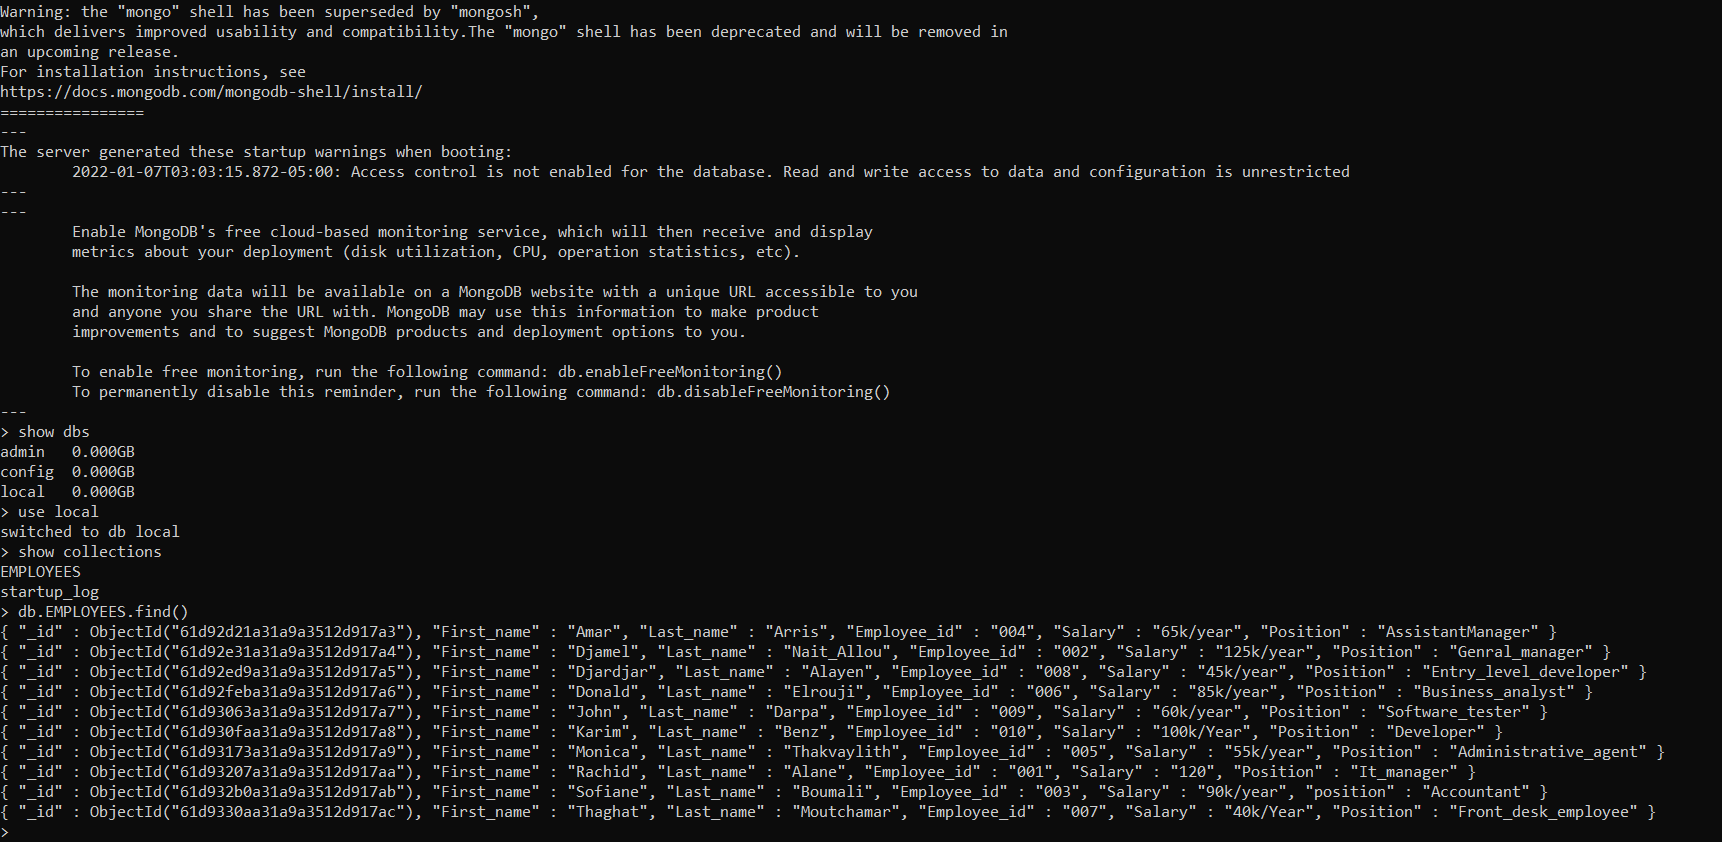 Warning: the "mongo" shell has been superseded by "mongosh",
which delivers improved usability and compatibility.The "mongo" shell has been deprecated and will be removed in
an upcoming release.
For installation instructions, see
https://docs.mongodb.com/mongodb-shell/install/
================
---
The server generated these startup warnings when booting:
        2022-01-07T03:03:15.872-05:00: Access control is not enabled for the database. Read and write access to data and configuration is unrestricted
---
---
        Enable MongoDB's free cloud-based monitoring service, which will then receive and display
        metrics about your deployment (disk utilization, CPU, operation statistics, etc).

        The monitoring data will be available on a MongoDB website with a unique URL accessible to you
        and anyone you share the URL with. MongoDB may use this information to make product
        improvements and to suggest MongoDB products and deployment options to you.

        To enable free monitoring, run the following command: db.enableFreeMonitoring()
        To permanently disable this reminder, run the following command: db.disableFreeMonitoring()
---
> show dbs
admin   0.000GB
config  0.000GB
local   0.000GB
> use local
switched to db local
> show collections
EMPLOYEES
startup_log
> db.EMPLOYEES.find()
{ "_id" : ObjectId("61d92d21a31a9a3512d917a3"), "First_name" : "Amar", "Last_name" : "Arris", "Employee_id" : "004", "Salary" : "65k/year", "Position" : "AssistantManager" }
{ "_id" : ObjectId("61d92e31a31a9a3512d917a4"), "First_name" : "Djamel", "Last_name" : "Nait_Allou", "Employee_id" : "002", "Salary" : "125k/year", "Position" : "Genral_manager" }
{ "_id" : ObjectId("61d92ed9a31a9a3512d917a5"), "First_name" : "Djardjar", "Last_name" : "Alayen", "Employee_id" : "008", "Salary" : "45k/year", "Position" : "Entry_level_developer" }
{ "_id" : ObjectId("61d92feba31a9a3512d917a6"), "First_name" : "Donald", "Last_name" : "Elrouji", "Employee_id" : "006", "Salary" : "85k/year", "Position" : "Business_analyst" }
{ "_id" : ObjectId("61d93063a31a9a3512d917a7"), "First_name" : "John", "Last_name" : "Darpa", "Employee_id" : "009", "Salary" : "60k/year", "Position" : "Software_tester" }
{ "_id" : ObjectId("61d930faa31a9a3512d917a8"), "First_name" : "Karim", "Last_name" : "Benz", "Employee_id" : "010", "Salary" : "100k/Year", "Position" : "Developer" }
{ "_id" : ObjectId("61d93173a31a9a3512d917a9"), "First_name" : "Monica", "Last_name" : "Thakvaylith", "Employee_id" : "005", "Salary" : "55k/year", "Position" : "Administrative_agent" }
{ "_id" : ObjectId("61d93207a31a9a3512d917aa"), "First_name" : "Rachid", "Last_name" : "Alane", "Employee_id" : "001", "Salary" : "120", "Position" : "It_manager" }
{ "_id" : ObjectId("61d932b0a31a9a3512d917ab"), "First_name" : "Sofiane", "Last_name" : "Boumali", "Employee_id" : "003", "Salary" : "90k/year", "position" : "Accountant" }
{ "_id" : ObjectId("61d9330aa31a9a3512d917ac"), "First_name" : "Thaghat", "Last_name" : "Moutchamar", "Employee_id" : "007", "Salary" : "40k/Year", "Position" : "Front_desk_employee" }
>